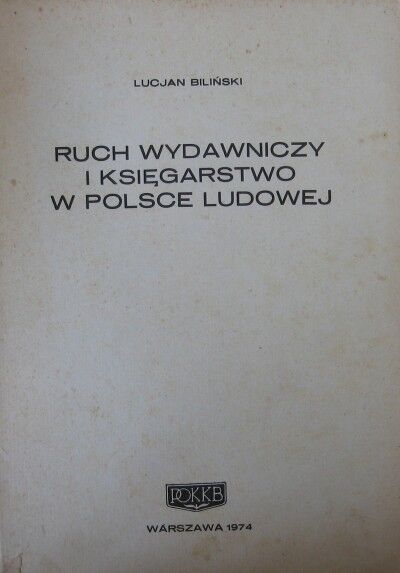 LUCJAN BILIŃSKI
RUCH WYDAWNICZY
I KSIĘGARSTWO
W POLSCE LUDOWEJ
POKKB
WARSZAWA 1974